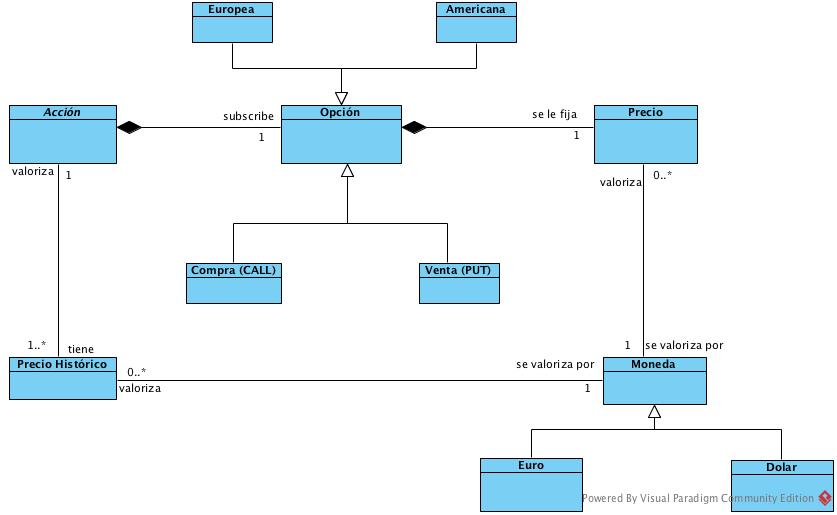 Europea
Americana
Acción
subscribe
1
Opción
se le fija
1
Precio
valoriza
1
valoriza
0..*
Compra (CALL)
Venta (PUT)
1..*
tiene
1
se valoriza por
Precio Histórico
0..*
valoriza
se valoriza por
1
Moneda
Euro
Dolar
Powered By Visual Paradigm Community Edition